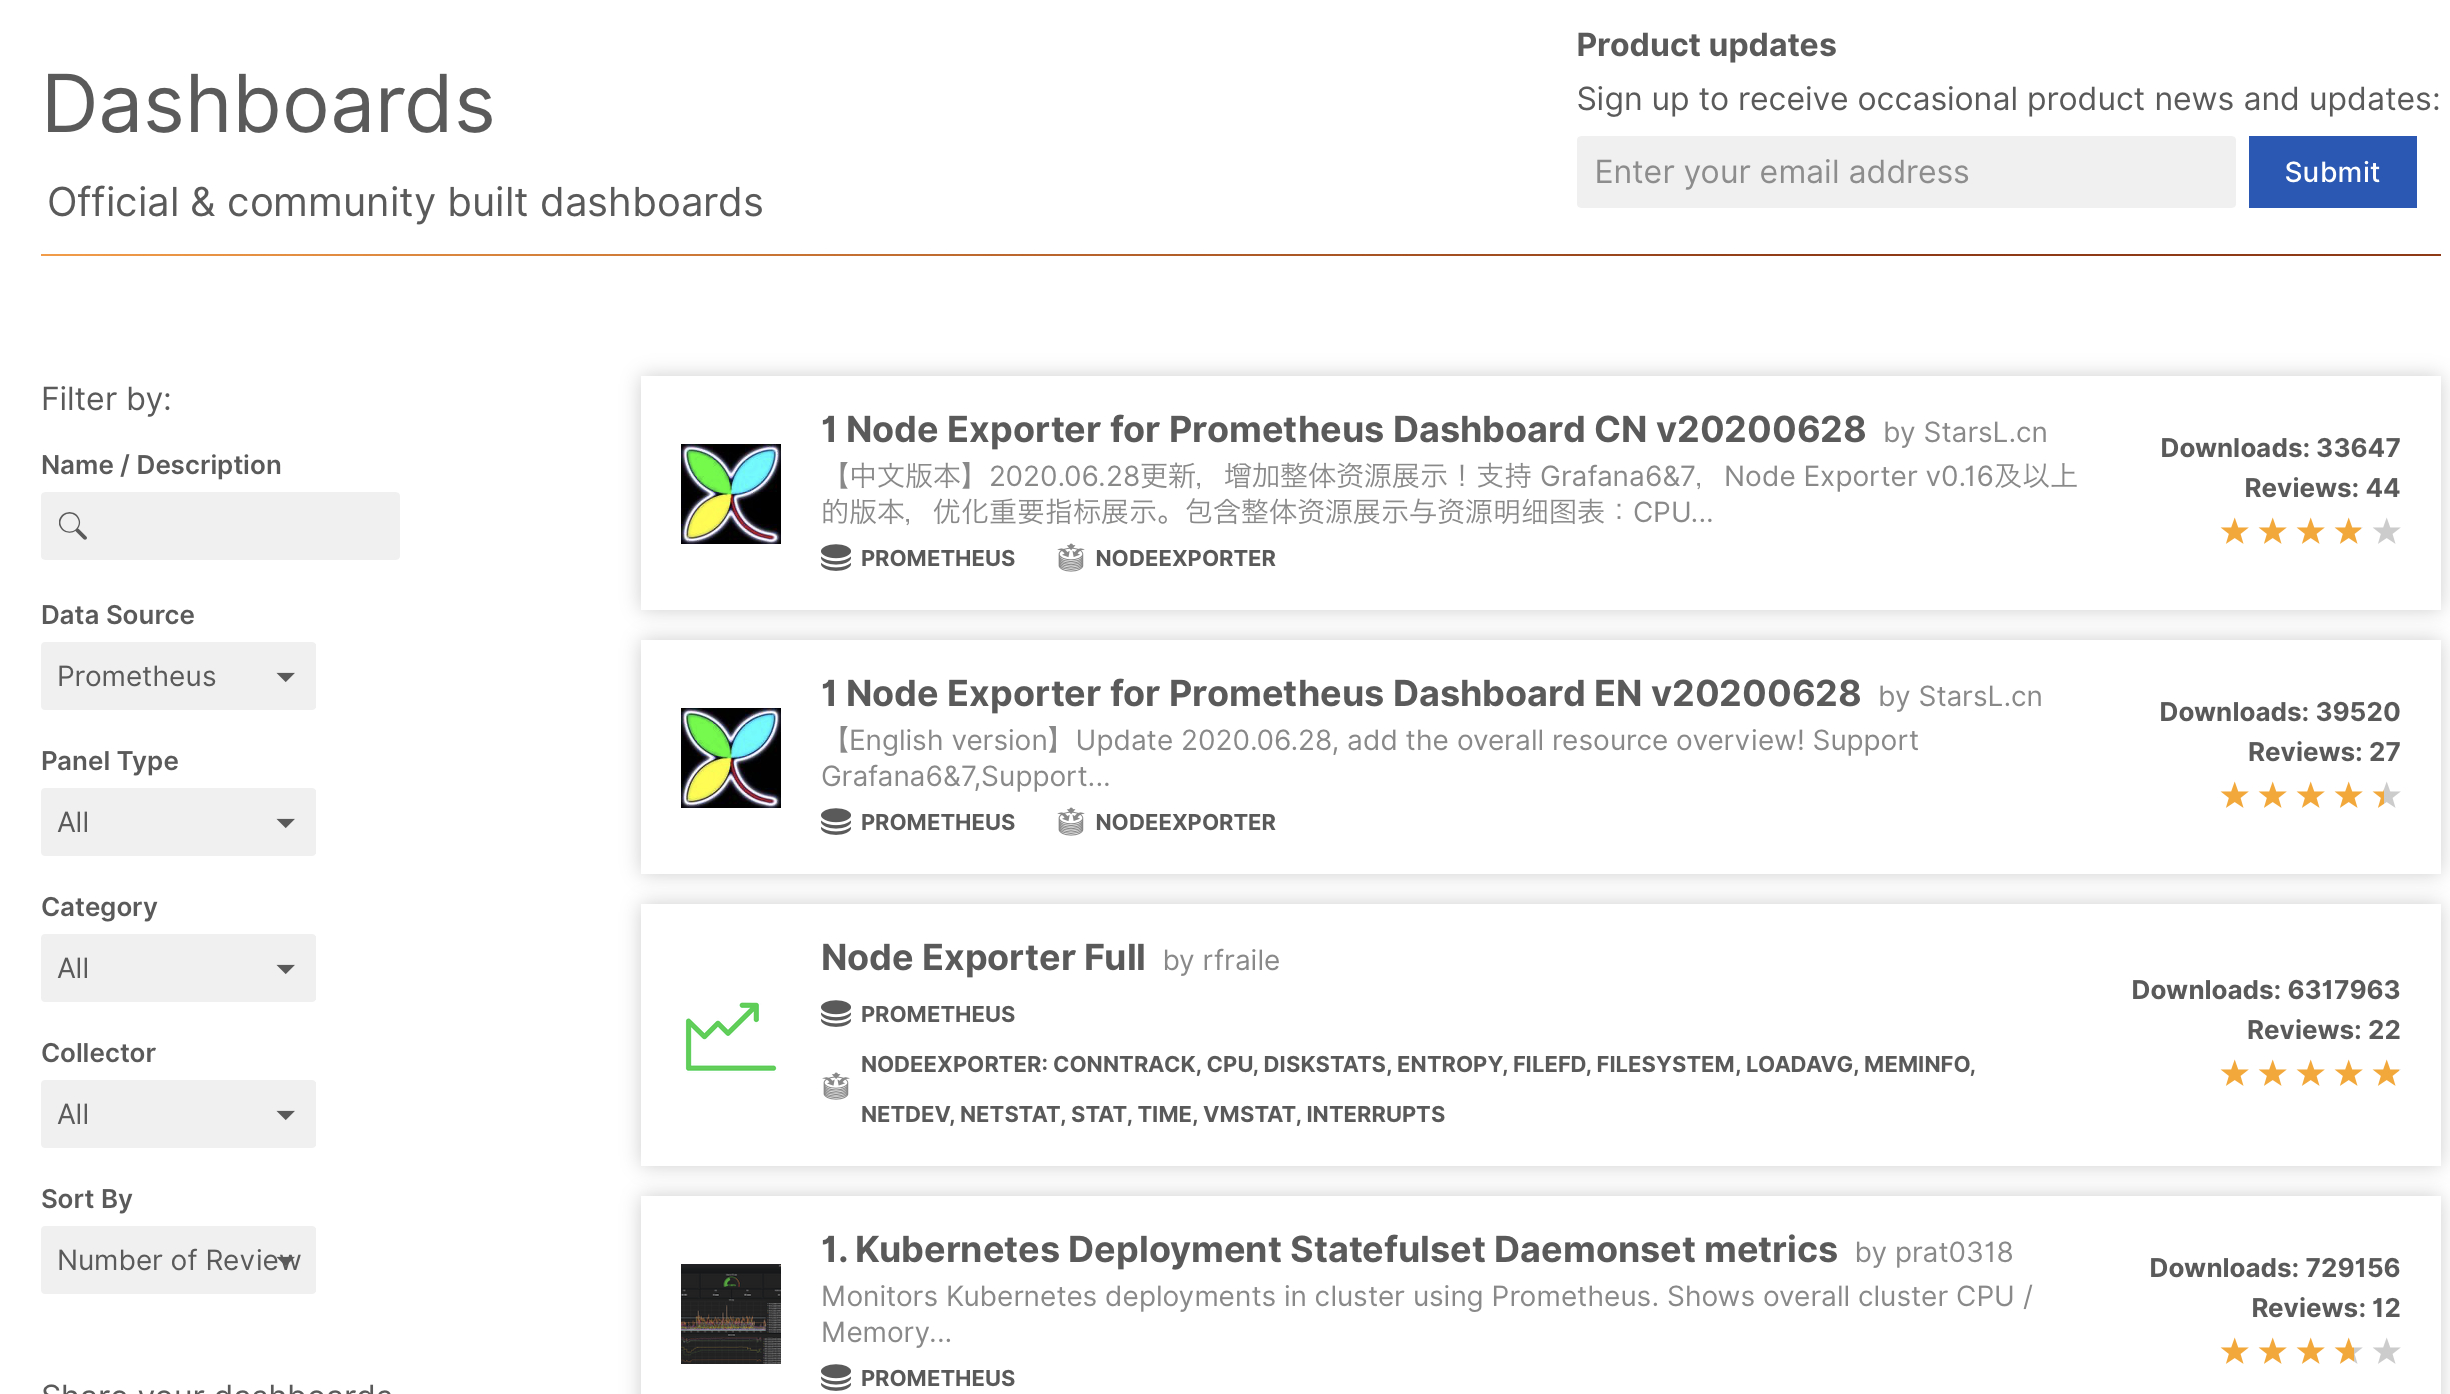 Dashboards
Official & community built dashboards
Product updates
Sign up to receive occasional product news and updates:
Enter your email address
Submit
Filter by:
Name / Description
Data Source
Prometheus
Panel Type
All
Category
All
Collector
All
Sort By
Number of Review
Share your dashboards
1 Node Exporter for Prometheus Dashboard CN v20200628 by StarsL.cn
【中文版本】2020.06.28更新，增加整体资源展示！支持 Grafana6&7，Node Exporter v0.16及以上
的版本，优化重要指标展示。包含整体资源展示与资源明细图表：CPU...
PROMETHEUS NODEEXPORTER
Downloads: 33647
Reviews: 44
1 Node Exporter for Prometheus Dashboard EN v20200628 by StarsL.cn
【English version】Update 2020.06.28, add the overall resource overview! Support
Grafana6&7,Support...
PROMETHEUS NODEEXPORTER
Downloads: 39520
Reviews: 27
Node Exporter Full by rfraile
PROMETHEUS
NODEEXPORTER: CONNTRACK, CPU, DISKSTATS, ENTROPY, FILEFD, FILESYSTEM, LOADAVG, MEMINFO,
NETDEV, NETSTAT, STAT, TIME, VMSTAT, INTERRUPTS
Downloads: 6317963
Reviews: 22
1. Kubernetes Deployment Statefulset Daemonset metrics by prat0318
Monitors Kubernetes deployments in cluster using Prometheus. Shows overall cluster CPU /
Memory...
PROMETHEUS
Downloads: 729156
Reviews: 12